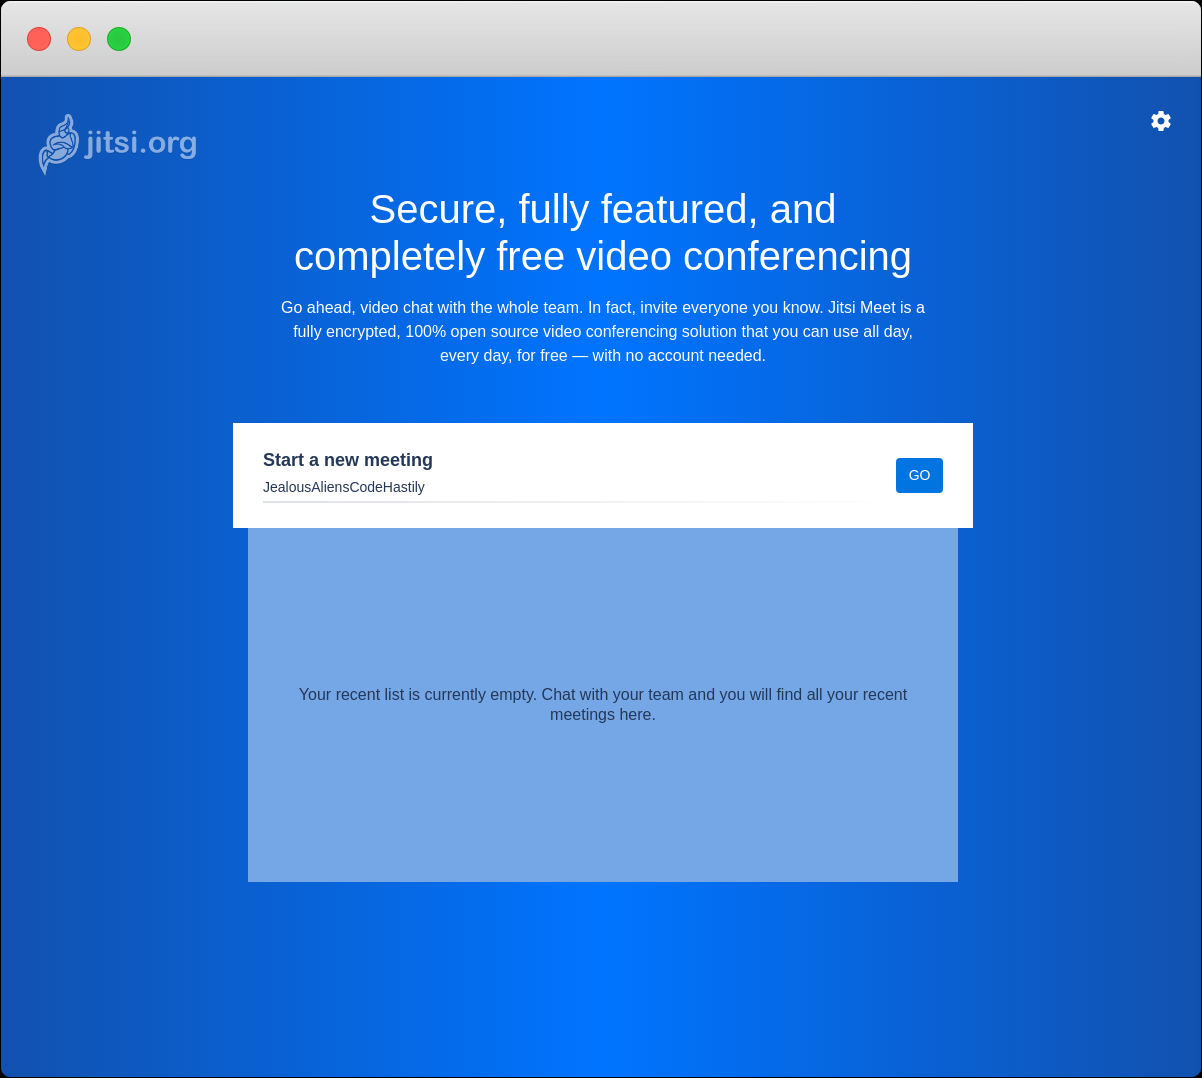 jitsi.org
Secure, fully featured, and
completely free video conferencing
Go ahead, video chat with the whole team. In fact, invite everyone you know. Jitsi Meet is a
fully encrypted, 100% open source video conferencing solution that you can use all day,
every day, for free — with no account needed.
Start a new meeting
JealousAliensCodeHastily
GO
Your recent list is currently empty. Chat with your team and you will find all your recent
meetings here.